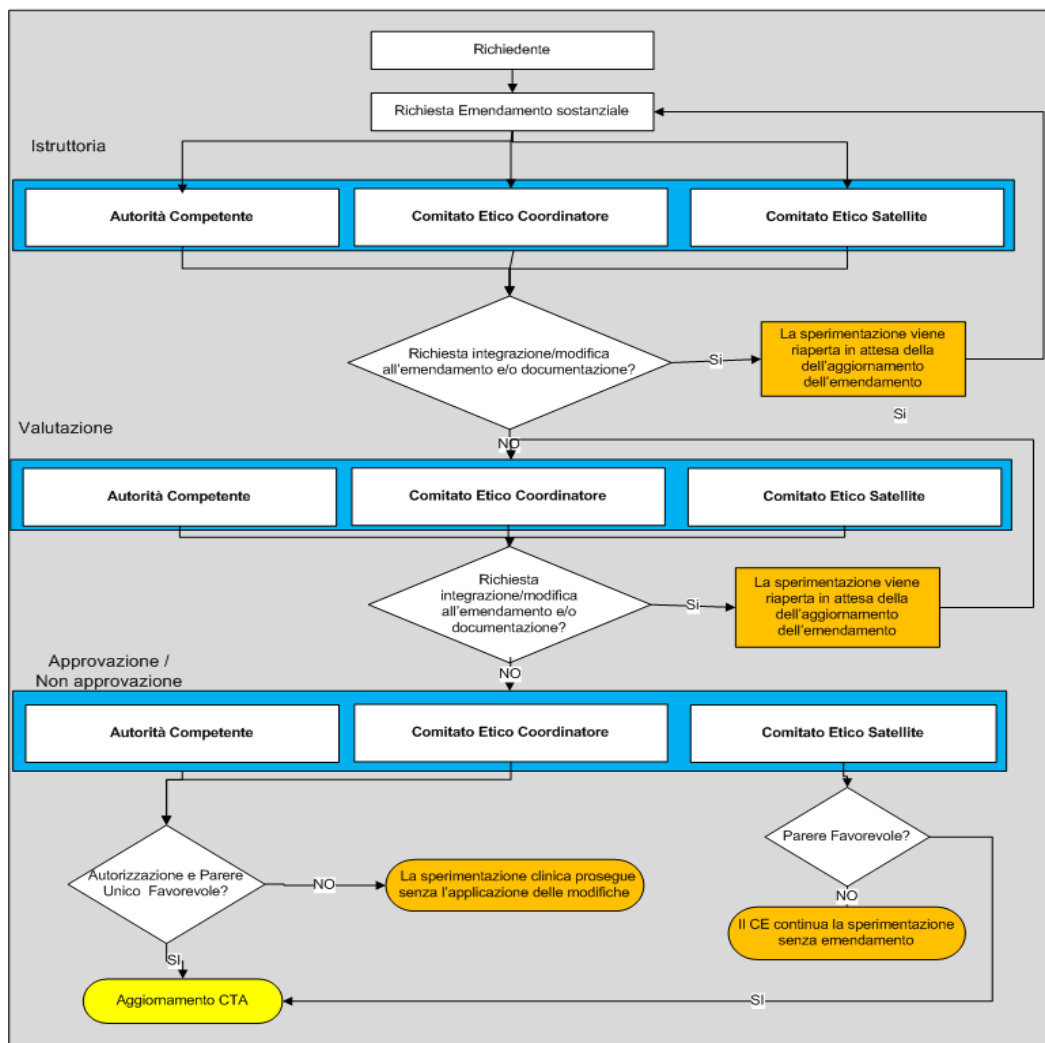 Richiedente
Richiesta Emendamento sostanziale
Istruttoria
Autorità Competente
Comitato Etico Coordinatore
Comitato Etico Satellite
Richiesta integrazione/modifica
all'emendamento e/o documentazione?
Si
La sperimentazione viene
riaperta in attesa della
dell'aggiornamento
dell'emendamento
Si
Valutazione
NO
Autorità Competente
Comitato Etico Coordinatore
Comitato Etico Satellite
Richiesta
integrazione/modifica
all'emendamento e/o
documentazione?
Si
La sperimentazione viene
riaperta in attesa della
dell'aggiornamento
dell'emendamento
Approvazione /
Non approvazione
NO
Autorità Competente
Comitato Etico Coordinatore
Comitato Etico Satellite
Autorizzazione e Parere
Unico Favorevole?
NO
La sperimentazione clinica prosegue
senza l'applicazione delle modifiche
Parere Favorevole?
NO
Il CE continua la sperimentazione
senza emendamento
SI
Aggiornamento CTA
SI